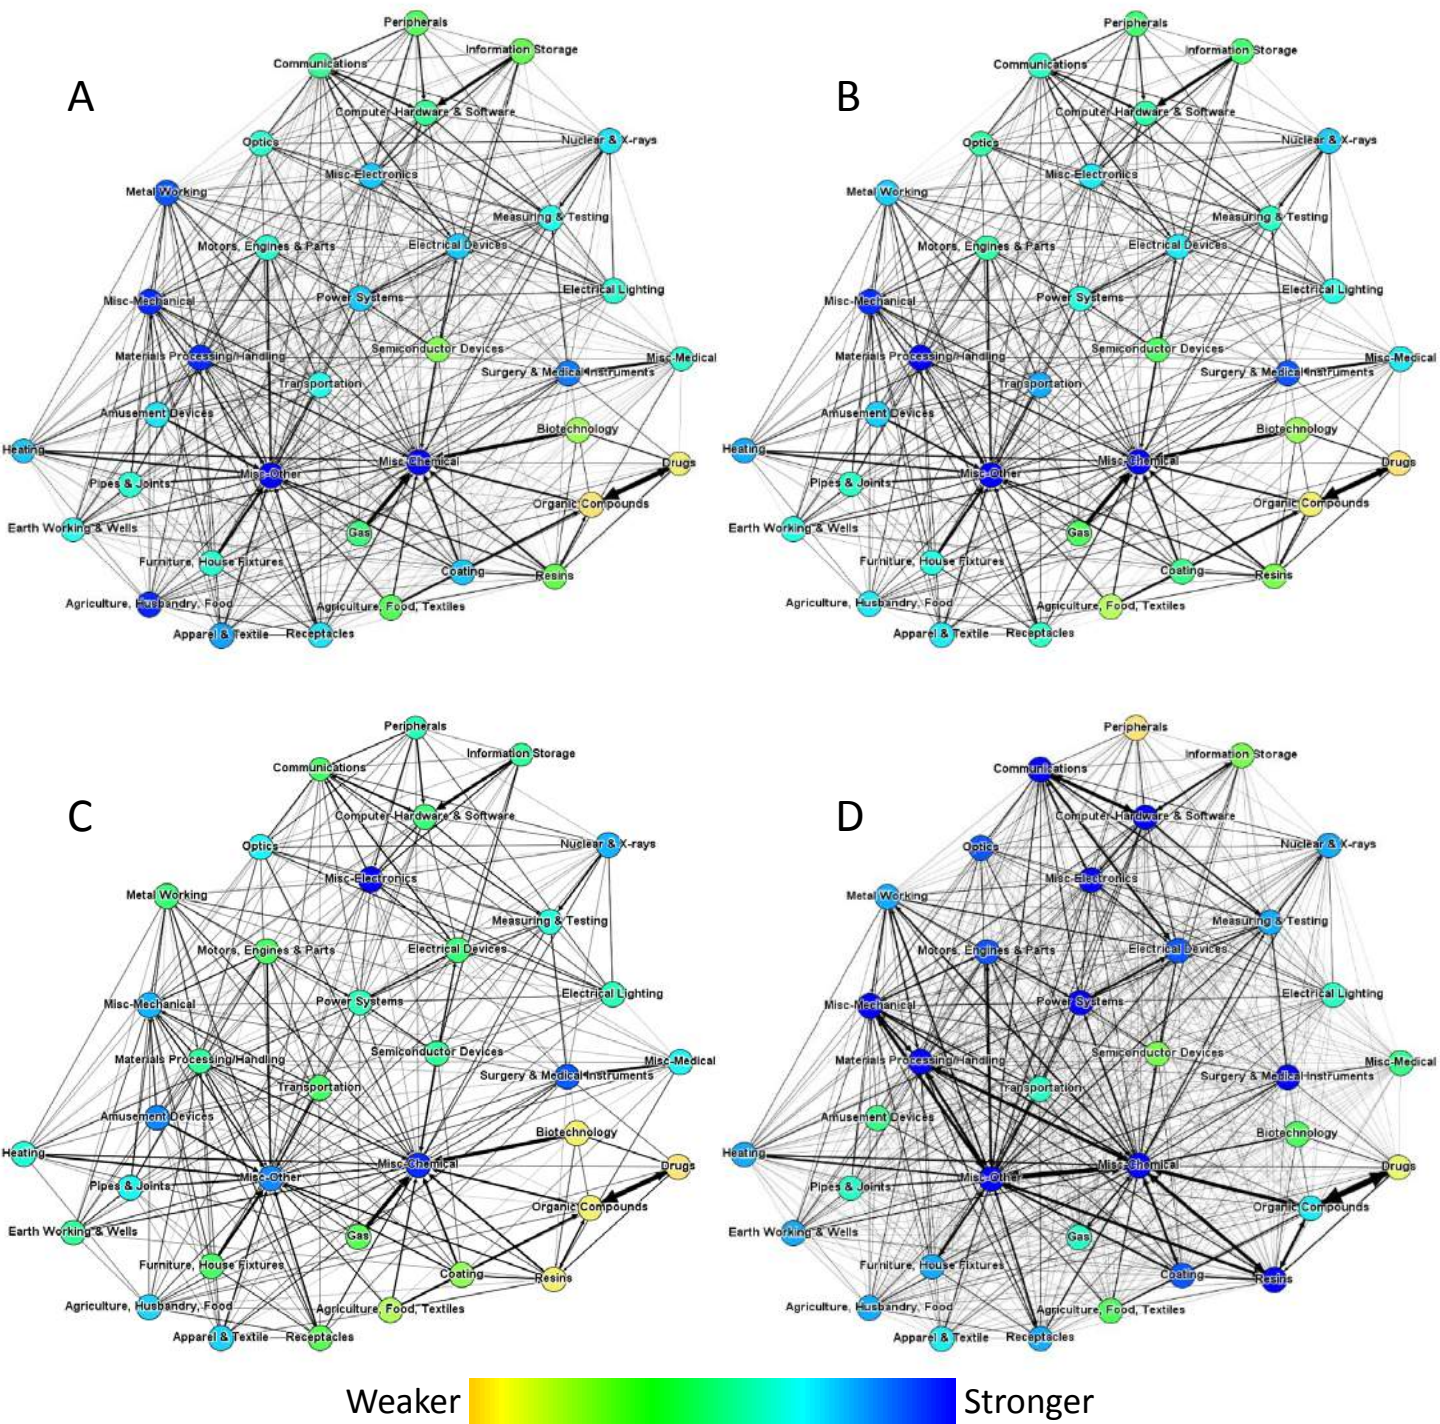 Peripherals
Information Storage
Communications
A
Computer Hardware & Software
Optics
Nuclear & X-rays
Misc-Electronics
Metal Working
Measuring & Testing
Motors, Engines & Parts
Electrical Devices
Electrical Lighting
Misc-Mechanical
Power Systems
Materials Processing/Handling
Semiconductor Devices
Misc-Medical
Surgery & Medical Instruments
Transportation
Amusement Devices
Biotechnology
Heating
Misc-Other
Misc-Chemical
Drugs
Pipes & Joints
Organic Compounds
Earth Working & Wells
Gas
Furniture, House Fixtures
Coating
Resins
Agriculture, Husbandry, Food
Agriculture, Food, Textiles
Apparel & Textile
Receptacles
Peripherals
Information Storage
Communications
B
Computer Hardware & Software
Optics
Nuclear & X-rays
Misc-Electronics
Metal Working
Measuring & Testing
Motors, Engines & Parts
Electrical Devices
Electrical Lighting
Misc-Mechanical
Power Systems
Materials Processing/Handling
Semiconductor Devices
Misc-Medical
Surgery & Medical Instruments
Transportation
Amusement Devices
Biotechnology
Heating
Misc-Other
Misc-Chemical
Drugs
Pipes & Joints
Organic Compounds
Earth Working & Wells
Gas
Furniture, House Fixtures
Coating
Resins
Agriculture, Husbandry, Food
Agriculture, Food, Textiles
Apparel & Textile
Receptacles
Peripherals
Information Storage
Communications
C
Computer Hardware & Software
Optics
Nuclear & X-rays
Misc-Electronics
Metal Working
Measuring & Testing
Motors, Engines & Parts
Electrical Devices
Electrical Lighting
Misc-Mechanical
Power Systems
Materials Processing/Handling
Semiconductor Devices
Misc-Medical
Surgery & Medical Instruments
Transportation
Amusement Devices
Biotechnology
Heating
Misc-Other
Misc-Chemical
Drugs
Pipes & Joints
Organic Compounds
Earth Working & Wells
Gas
Furniture, House Fixtures
Coating
Resins
Agriculture, Husbandry, Food
Agriculture, Food, Textiles
Apparel & Textile
Receptacles
Peripherals
Information Storage
Communications
D
Computer Hardware & Software
Optics
Nuclear & X-rays
Misc-Electronics
Metal Working
Measuring & Testing
Motors, Engines & Parts
Electrical Devices
Electrical Lighting
Misc-Mechanical
Power Systems
Materials Processing/Handling
Semiconductor Devices
Misc-Medical
Surgery & Medical Instruments
Transportation
Amusement Devices
Biotechnology
Heating
Misc-Other
Misc-Chemical
Drugs
Pipes & Joints
Organic Compounds
Earth Working & Wells
Gas
Furniture, House Fixtures
Coating
Resins
Agriculture, Husbandry, Food
Agriculture, Food, Textiles
Apparel & Textile
Receptacles
Weaker
Stronger